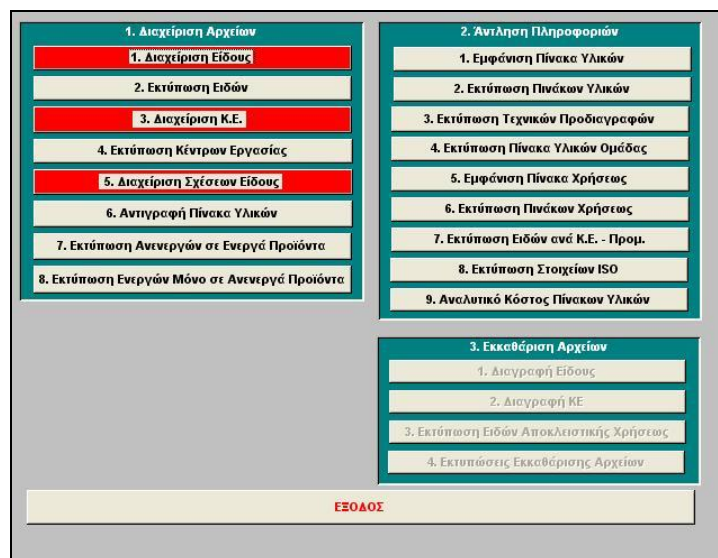 1. Διαχείριση Αρχείων
1. Διαχείριση Είδους
2. Εκτύπωση Ειδών
3. Διαχείριση Κ.Ε.
4. Εκτύπωση Κέντρων Εργασίας
5. Διαχείριση Σχέσεων Είδους
6. Αντιγραφή Πίνακα Υλικών
7. Εκτύπωση Ανενεργών σε Ενεργά Προϊόντα
8. Εκτύπωση Ενεργών Μόνο σε Ανενεργά Προϊόντα
2. Άντληση Πληροφοριών
1. Εμφάνιση Πίνακα Υλικών
2. Εκτύπωση Πινάκων Υλικών
3. Εκτύπωση Τεχνικών Προδιαγραφών
4. Εκτύπωση Πίνακα Υλικών Ομάδας
5. Εμφάνιση Πίνακα Χρήσεως
6. Εκτύπωση Πινάκων Χρήσεως
7. Εκτύπωση Ειδών ανά Κ.Ε. - Προμ.
8. Εκτύπωση Στοιχείων ISO
9. Αναλυτικό Κόστος Πίνακων Υλικών
3. Εκκαθάριση Αρχείων
1. Διαγραφή Είδους
2. Διαγραφή ΚΕ
3. Εκτύπωση Ειδών Αποκλειστικής Χρήσεως
4. Εκτυπώσεις Εκκαθάρισης Αρχείων
ΕΞΟΔΟΣ